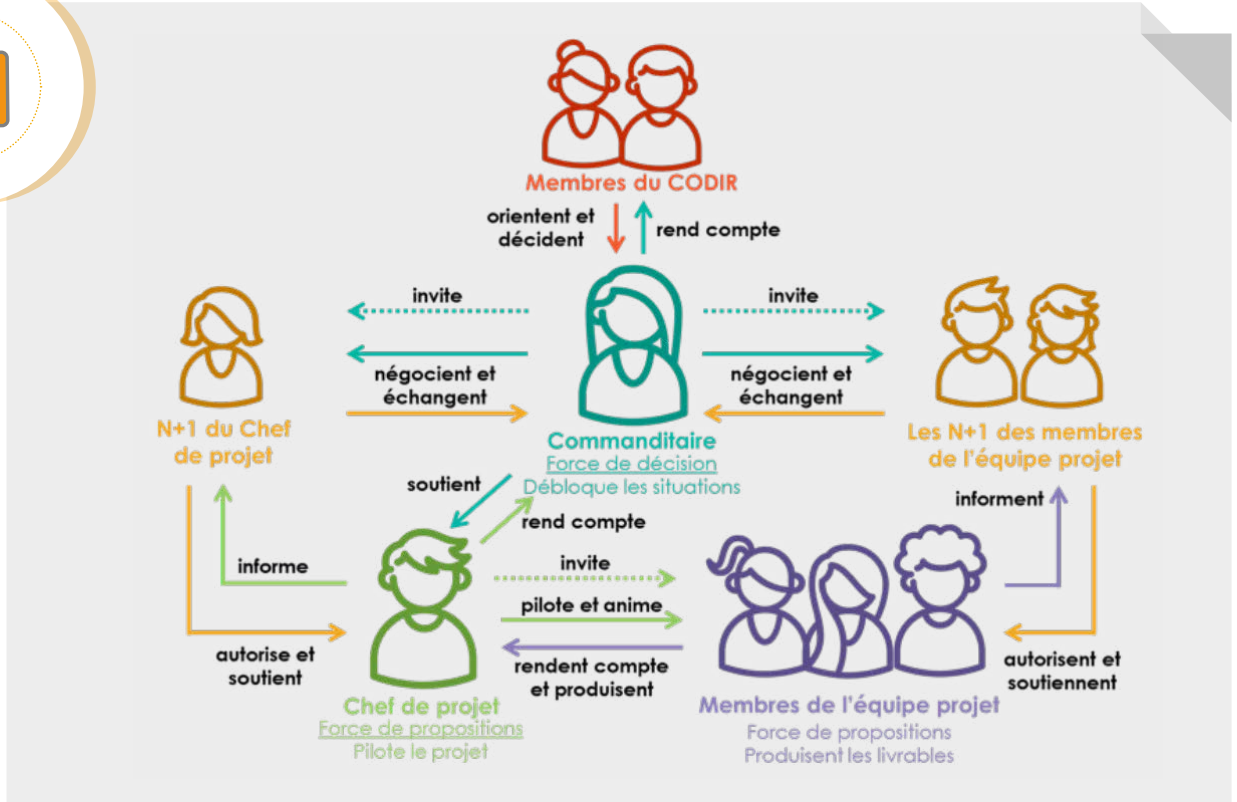 Membres du CODIR
orientent et
décident
rend compte
invite
invite
négocient et
échangent
négocient et
échangent
N+1 du Chef
de projet
Commanditaire
Force de décision
Débloque les situations
Les N+1 des membres
de l'équipe projet
soutient
rend compte
informent
informe
invite
pilote et anime
autorise et
soutient
rendent compte
et produisent
autorisent et
soutiennent
Chef de projet
Force de propositions
Pilote le projet
Membres de l'équipe projet
Force de propositions
Produisent les livrables